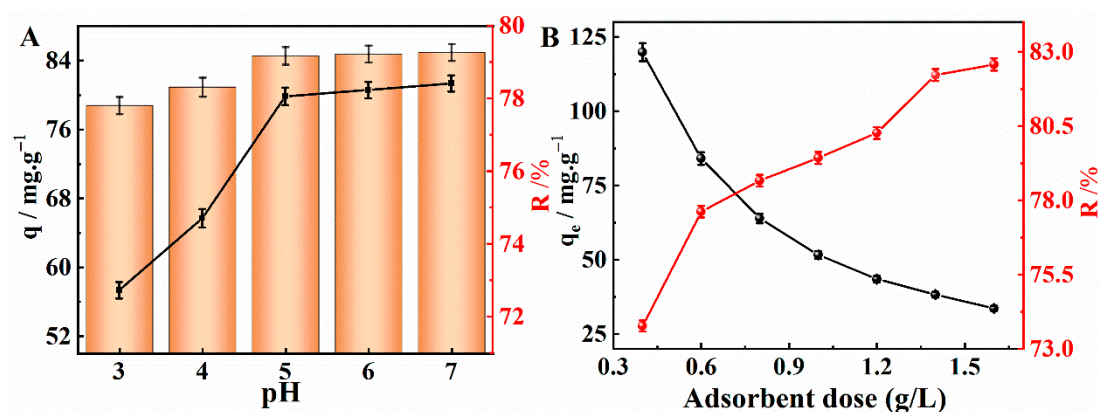 A
q / mg.g⁻¹
84
76
68
60
52
3 4 5 6 7
pH
80
78
76
74
72
R /%
B
qₑ / mg.g⁻¹
125
100
75
50
25
0.3 0.6 0.9 1.2 1.5
Adsorbent dose (g/L)
83.0
80.5
78.0
75.5
73.0
R /%